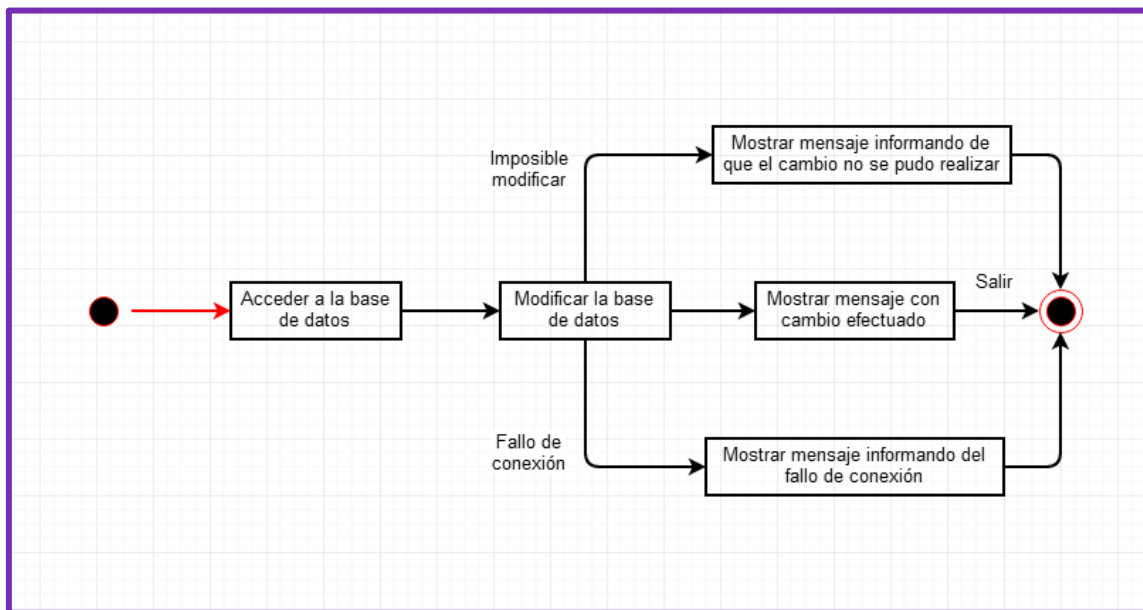 Imposible
modificar
Mostrar mensaje informando de
que el cambio no se pudo realizar
Acceder a la base
de datos
Modificar la base
de datos
Mostrar mensaje con
cambio efectuado
Salir
Fallo de
conexión
Mostrar mensaje informando del
fallo de conexión